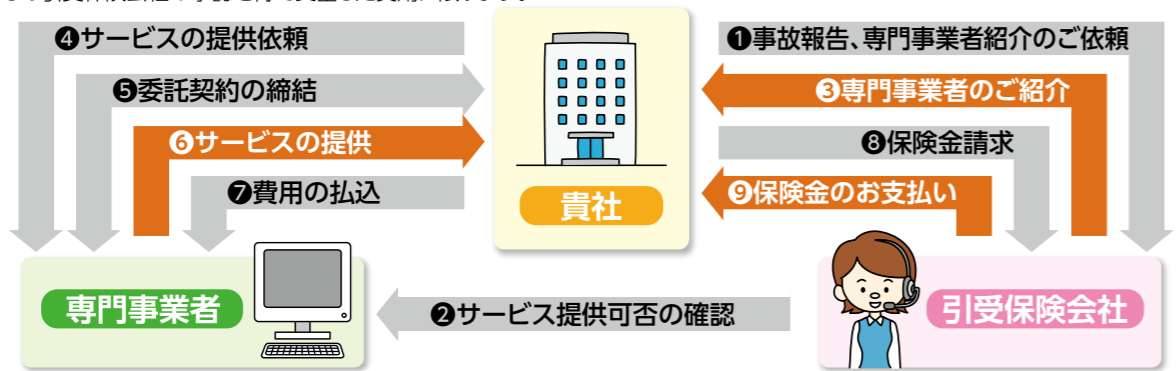 ❹サービスの提供依頼
❺委託契約の締結
❻サービスの提供
❼費用の払込
貴社
❶事故報告、専門事業者紹介のご依頼
❸専門事業者のご紹介
❽保険金請求
❾保険金のお支払い
専門事業者
❷サービス提供可否の確認
引受保険会社